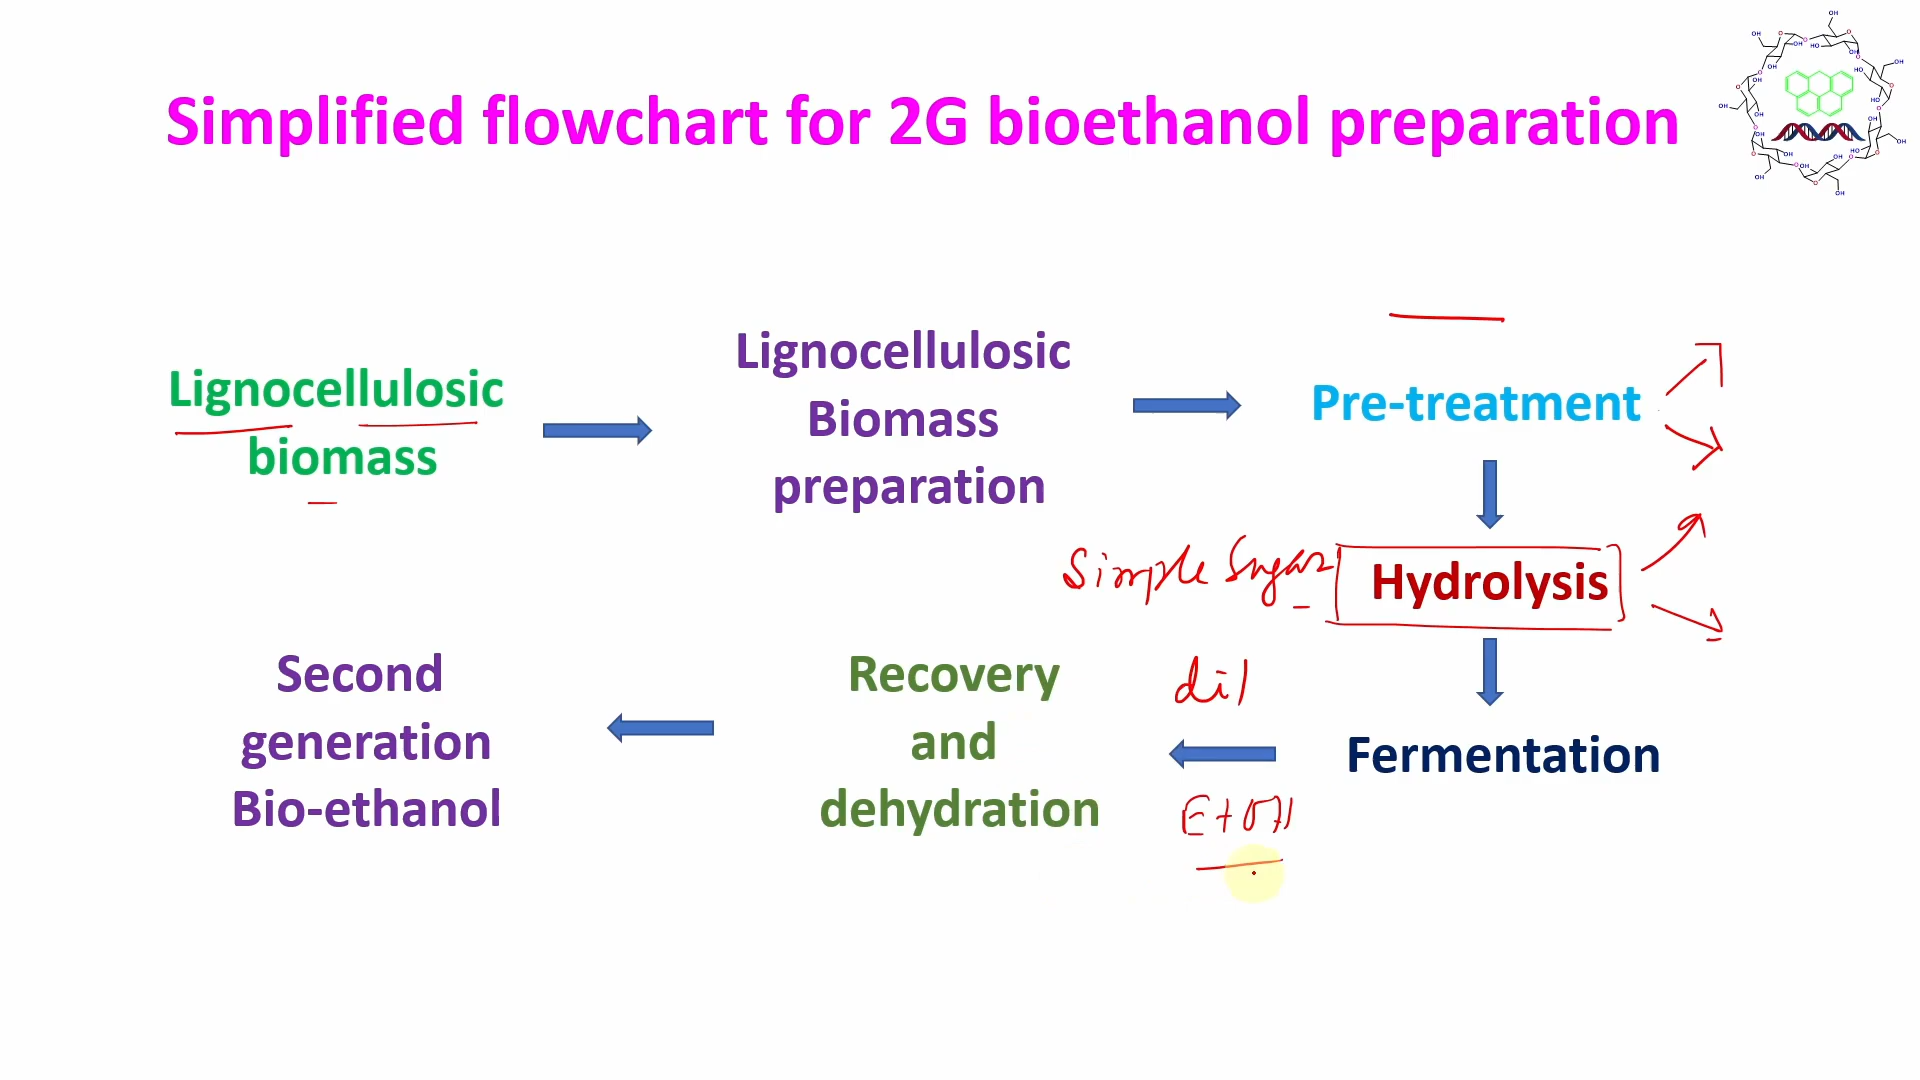 Simplified flowchart for 2G bioethanol preparation
Lignocellulosic
biomass
Lignocellulosic
Biomass
preparation
Pre-treatment
Simple Sugars
Hydrolysis
Fermentation
dil
EtOH
Recovery
and
dehydration
Second
generation
Bio-ethanol